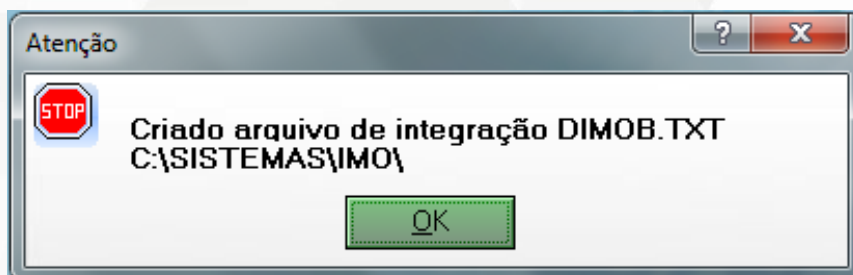 Atenção
?
X
STOP
Criado arquivo de integração DIMOB.TXT
C:\SISTEMAS\IMO\
OK